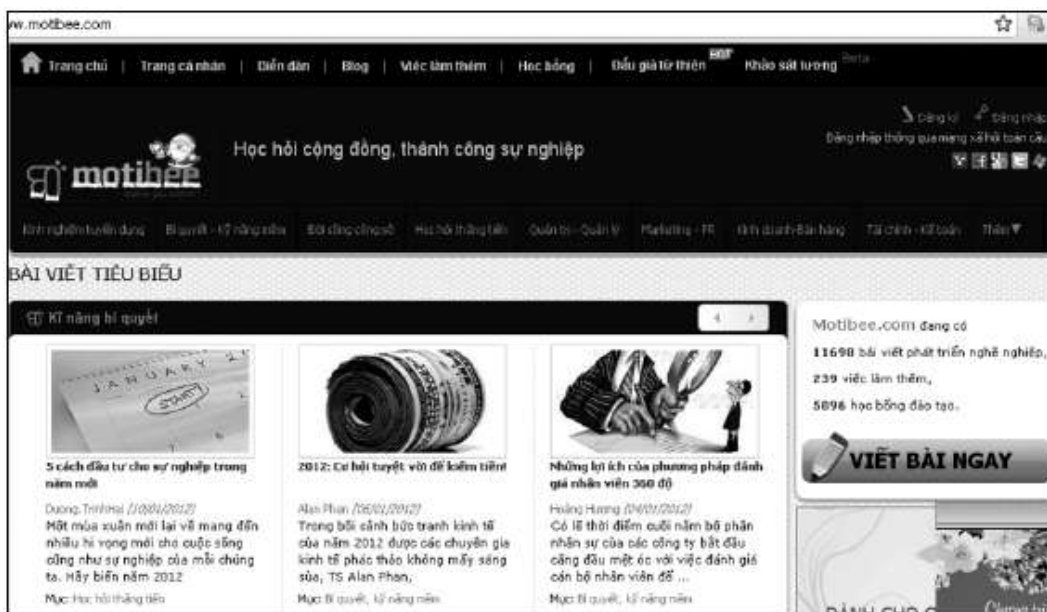 w.motibee.com
Trang chủ | Trang cá nhân | Diễn đàn | Blog | Việc làm thêm | Học bổng | Đấu giá từ thiện HOT Khảo sát lương Beta
Đăng ký Đăng nhập
Đăng nhập thông qua mạng xã hội toàn cầu
motibee
Học hỏi cộng đồng, thành công sự nghiệp
Kinh nghiệm tuyển dụng Bí quyết - Kỹ năng mềm Đời sống công sở Học hỏi thăng tiến Quản trị - Quản lý Marketing - PR Kinh doanh-Bán hàng Tài chính - Kế toán Thêm▼
BÀI VIẾT TIÊU BIỂU
Kĩ năng bí quyết
JANUARY
START
5 cách đầu tư cho sự nghiệp trong
năm mới
Duong.TrinhHai (10/01/2012)
Một mùa xuân mới lại về mang đến
nhiều hi vọng mới cho cuộc sống
cũng như sự nghiệp của mỗi chúng
ta. Hãy biến năm 2012
Mục: Học hỏi thăng tiến
2012: Cơ hội tuyệt vời để kiếm tiền!
Alan Phan (06/01/2012)
Trong bối cảnh bức tranh kinh tế
của năm 2012 được các chuyên gia
kinh tế phác thảo không mấy sáng
sủa, TS Alan Phan,
Mục: Bí quyết, kĩ năng mềm
Những lợi ích của phương pháp đánh
giá nhân viên 360 độ
Hoàng Hương (04/01/2012)
Có lẽ thời điểm cuối năm bộ phận
nhân sự của các công ty bắt đầu
căng đầu mệt óc với việc đánh giá
cán bộ nhân viên để ...
Mục: Bí quyết, kĩ năng mềm
Motibee.com đang có
11698 bài viết phát triển nghề nghiệp,
239 việc làm thêm,
5896 học bổng đào tạo.
VIẾT BÀI NGAY